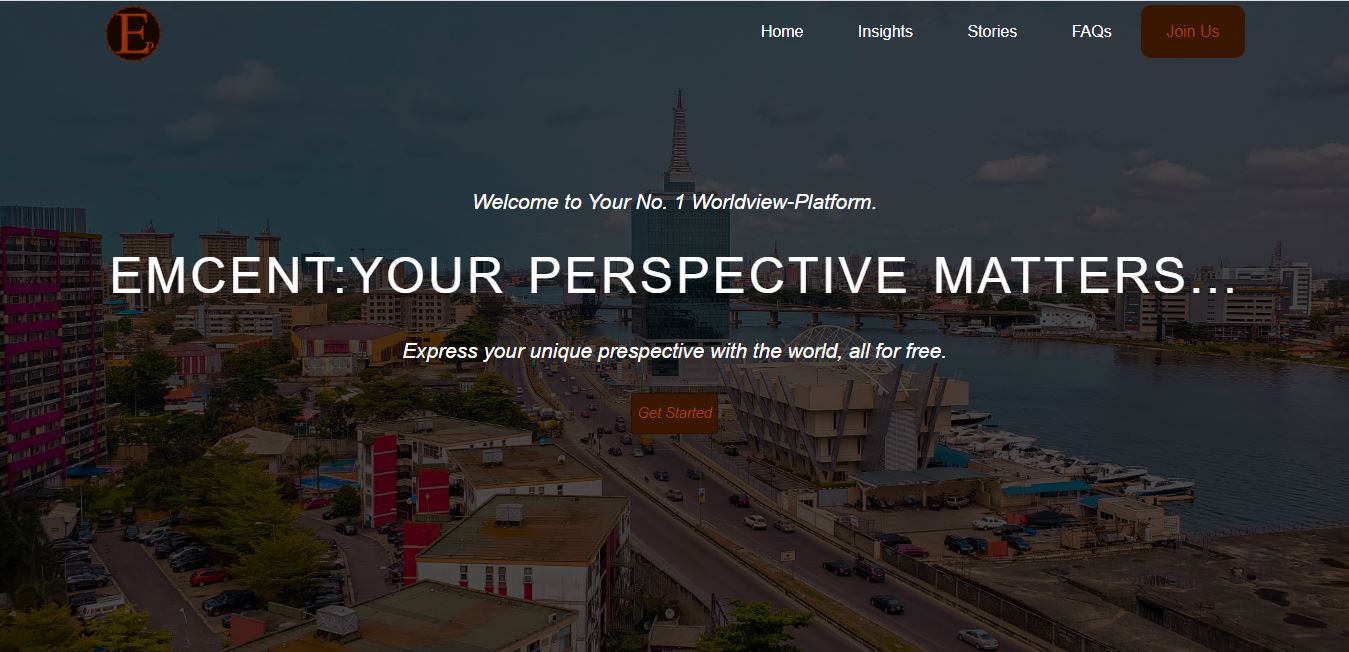 EP
Home Insights Stories FAQs Join Us
Welcome to Your No. 1 Worldview-Platform.
EMCENT:YOUR PERSPECTIVE MATTERS...
Express your unique prespective with the world, all for free.
Get Started